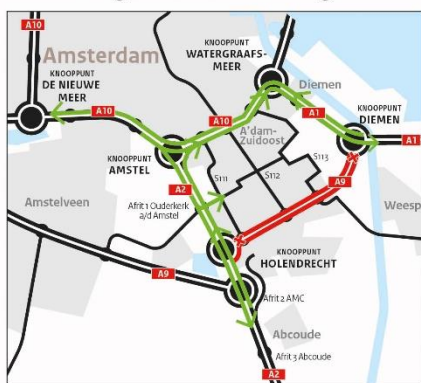 A10
Amsterdam
KNOOPPUNT
DE NIEUWE
MEER
A10
KNOOPPUNT
WATERGRAAFS-
MEER
Diemen
KNOOPPUNT
DIEMEN
A10
A1
A1
A'dam-
Zuidoost
KNOOPPUNT
AMSTEL
S111
S112
S113
A2
A9
Amstelveen
Afrit 1 Ouderkerk
a/d Amstel
Weesp
KNOOPPUNT
HOLENDRECHT
A9
Afrit 2 AMC
Abcoude
Afrit 3 Abcoude
A2